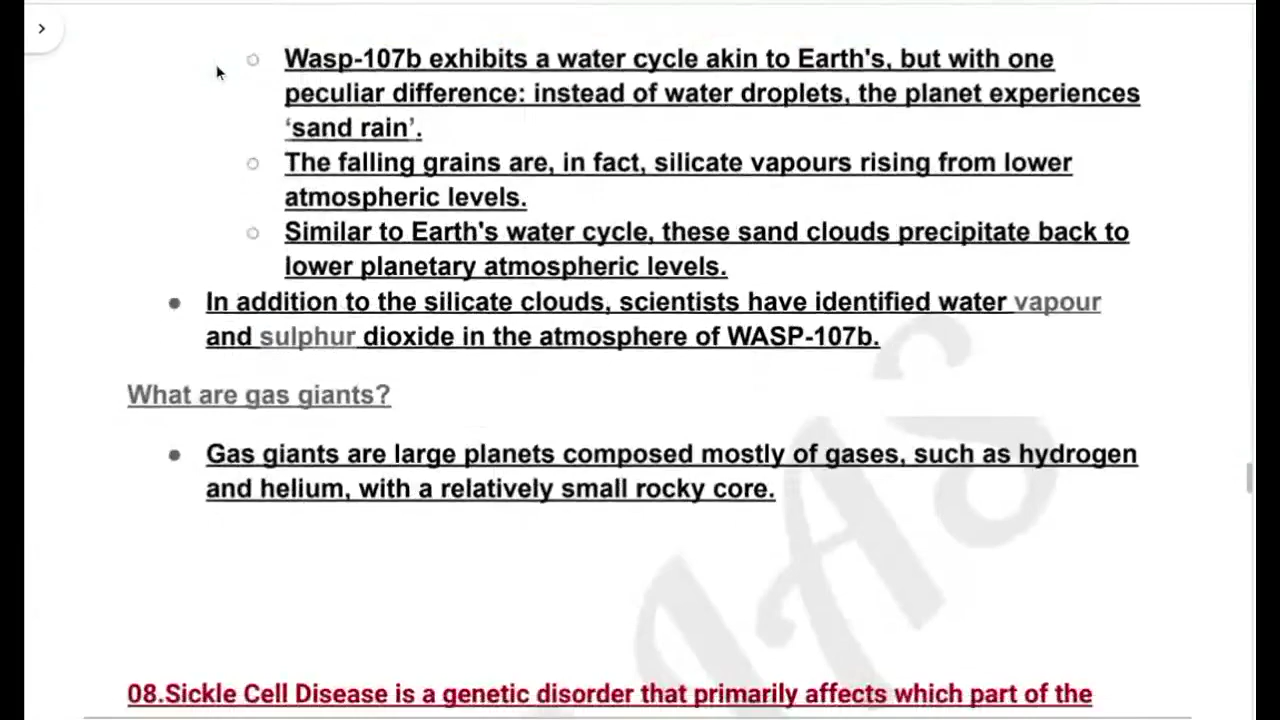 Wasp-107b exhibits a water cycle akin to Earth's, but with one
peculiar difference: instead of water droplets, the planet experiences
‘sand rain’.
The falling grains are, in fact, silicate vapours rising from lower
atmospheric levels.
Similar to Earth's water cycle, these sand clouds precipitate back to
lower planetary atmospheric levels.
In addition to the silicate clouds, scientists have identified water vapour
and sulphur dioxide in the atmosphere of WASP-107b.
What are gas giants?
Gas giants are large planets composed mostly of gases, such as hydrogen
and helium, with a relatively small rocky core.
08.Sickle Cell Disease is a genetic disorder that primarily affects which part of the